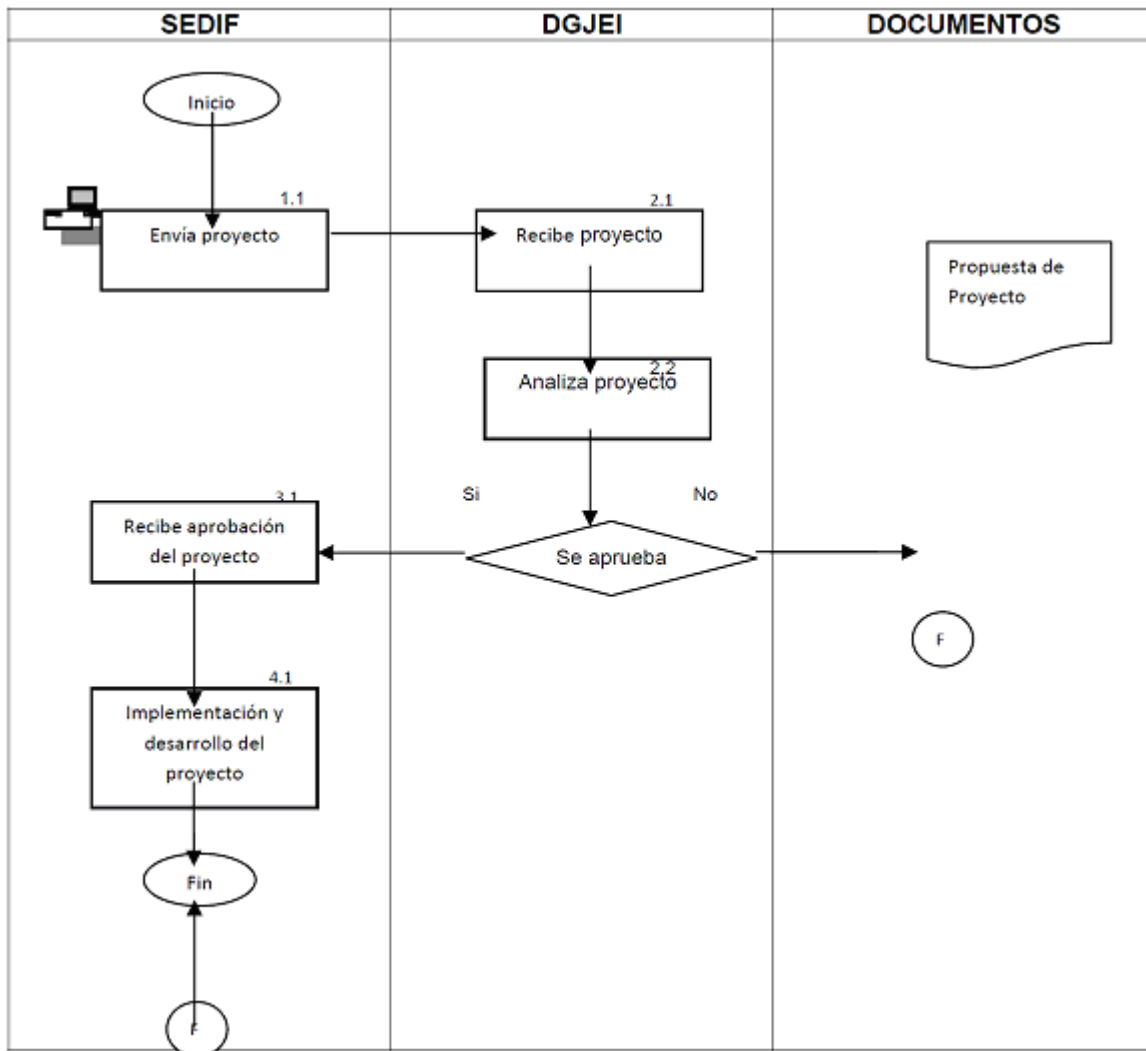 SEDIF
DGJEI
DOCUMENTOS
Inicio
1.1
Envía proyecto
2.1
Recibe proyecto
Propuesta de
Proyecto
2.2
Analiza proyecto
Si
No
Se aprueba
3.1
Recibe aprobación
del proyecto
F
4.1
Implementación y
desarrollo del
proyecto
Fin
F